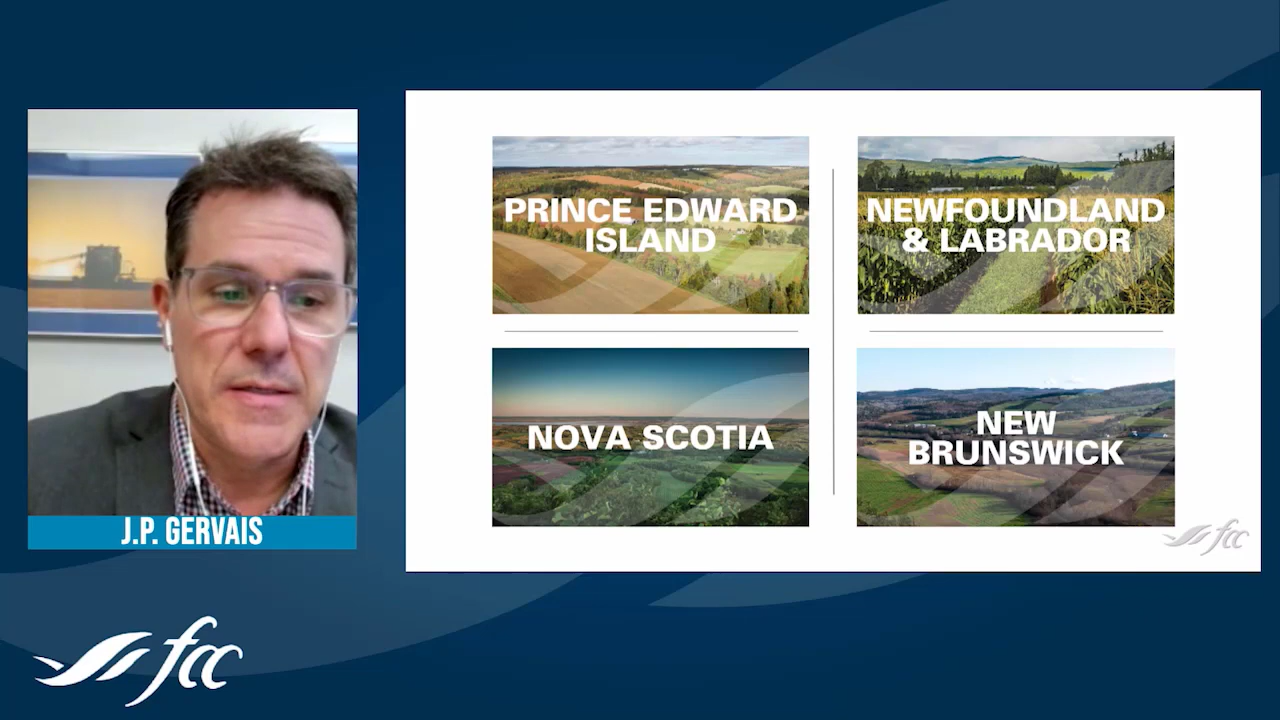 PRINCE EDWARD
ISLAND
NEWFOUNDLAND
& LABRADOR
NOVA SCOTIA
NEW
BRUNSWICK
fcc
J.P. GERVAIS
fcc